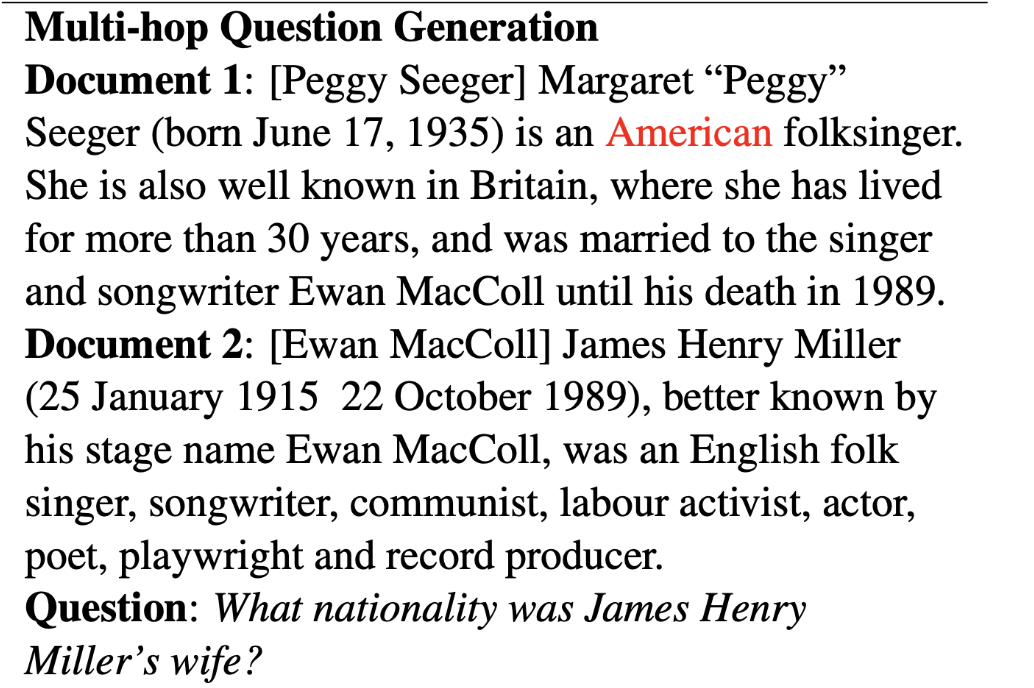 Multi-hop Question Generation
Document 1: [Peggy Seeger] Margaret “Peggy”
Seeger (born June 17, 1935) is an American folksinger.
She is also well known in Britain, where she has lived
for more than 30 years, and was married to the singer
and songwriter Ewan MacColl until his death in 1989.
Document 2: [Ewan MacColl] James Henry Miller
(25 January 1915  22 October 1989), better known by
his stage name Ewan MacColl, was an English folk
singer, songwriter, communist, labour activist, actor,
poet, playwright and record producer.
Question: What nationality was James Henry
Miller’s wife?